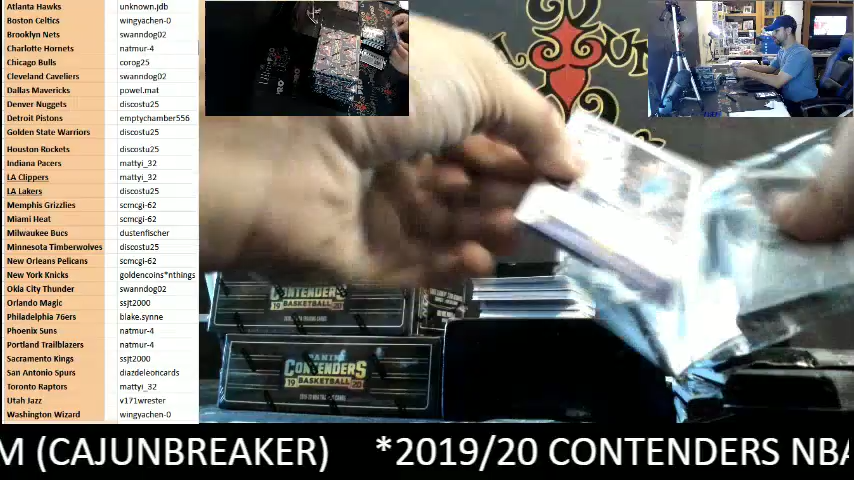 Atlanta Hawks unknown.jdb
Boston Celtics wingyachen-0
Brooklyn Nets swanndog02
Charlotte Hornets natmur-4
Chicago Bulls corog25
Cleveland Caveliers swanndog02
Dallas Mavericks powel.mat
Denver Nuggets discostu25
Detroit Pistons emptychamber556
Golden State Warriors discostu25
Houston Rockets discostu25
Indiana Pacers mattyi_32
LA Clippers mattyi_32
LA Lakers discostu25
Memphis Grizzlies scmcgi-62
Miami Heat scmcgi-62
Milwaukee Bucs dustenfischer
Minnesota Timberwolves discostu25
New Orleans Pelicans scmcgi-62
New York Knicks goldencoins*nthings
Okla City Thunder swanndog02
Orlando Magic ssjt2000
Philadelphia 76ers blake.synne
Phoenix Suns natmur-4
Portland Trailblazers natmur-4
Sacramento Kings ssjt2000
San Antonio Spurs diazdeleoncards
Toronto Raptors mattyi_32
Utah Jazz v171wrester
Washington Wizard wingyachen-0
CONTENDERS
19 BASKETBALL 20
PANINI
CONTENDERS
19 BASKETBALL 20
M (CAJUNBREAKER) *2019/20 CONTENDERS NBA